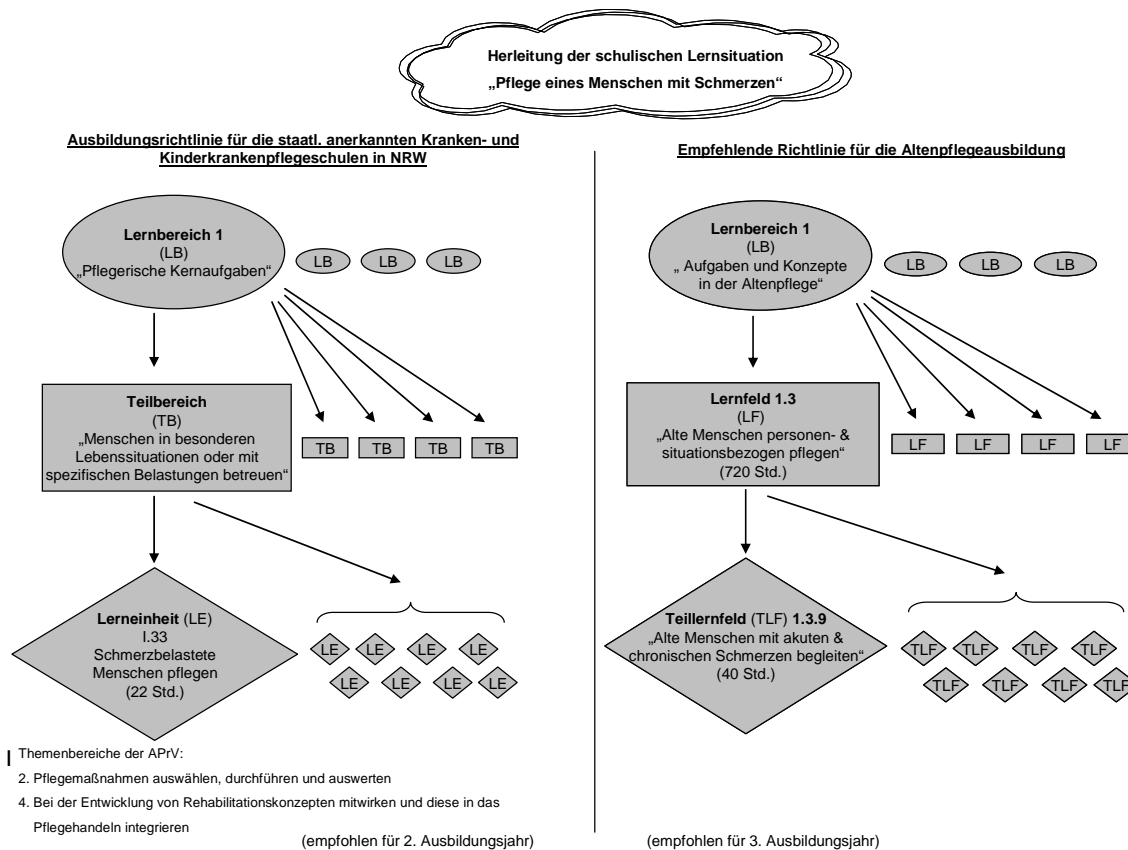 Herleitung der schulischen Lernsituation
„Pflege eines Menschen mit Schmerzen“
Ausbildungsrichtlinie für die staatl. anerkannten Kranken- und
Kinderkrankenpflegeschulen in NRW
Lernbereich 1
(LB)
„Pflegerische Kernaufgaben“
LB LB LB
Teilbereich
(TB)
„Menschen in besonderen
Lebenssituationen oder mit
spezifischen Belastungen betreuen“
TB TB TB TB
Lerneinheit (LE)
I.33
Schmerzbelastete
Menschen pflegen
(22 Std.)
LE LE LE LE
LE LE LE LE
Themenbereiche der APrV:
2. Pflegemaßnahmen auswählen, durchführen und auswerten
4. Bei der Entwicklung von Rehabilitationskonzepten mitwirken und diese in das
Pflegehandeln integrieren
(empfohlen für 2. Ausbildungsjahr)
Empfehlende Richtlinie für die Altenpflegeausbildung
Lernbereich 1
(LB)
„ Aufgaben und Konzepte
in der Altenpflege“
LB LB LB
Lernfeld 1.3
(LF)
„Alte Menschen personen- &
situationsbezogen pflegen“
(720 Std.)
LF LF LF LF
Teillernfeld (TLF) 1.3.9
„Alte Menschen mit akuten &
chronischen Schmerzen begleiten“
(40 Std.)
TLF TLF TLF TLF
TLF TLF TLF TLF
(empfohlen für 3. Ausbildungsjahr)